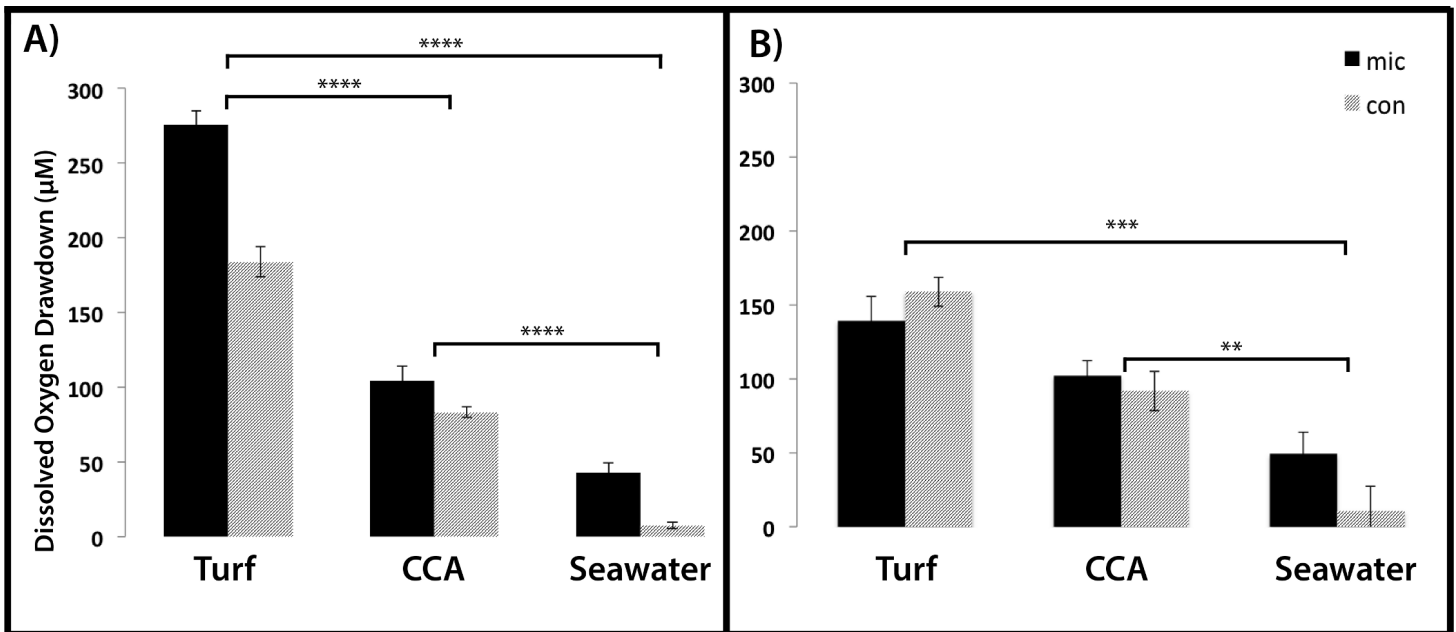 A)
****
****
****
Dissolved Oxygen Drawdown (µM)
300
250
200
150
100
50
0
Turf CCA Seawater
B)
mic
con
***
**
300
250
200
150
100
50
0
Turf CCA Seawater